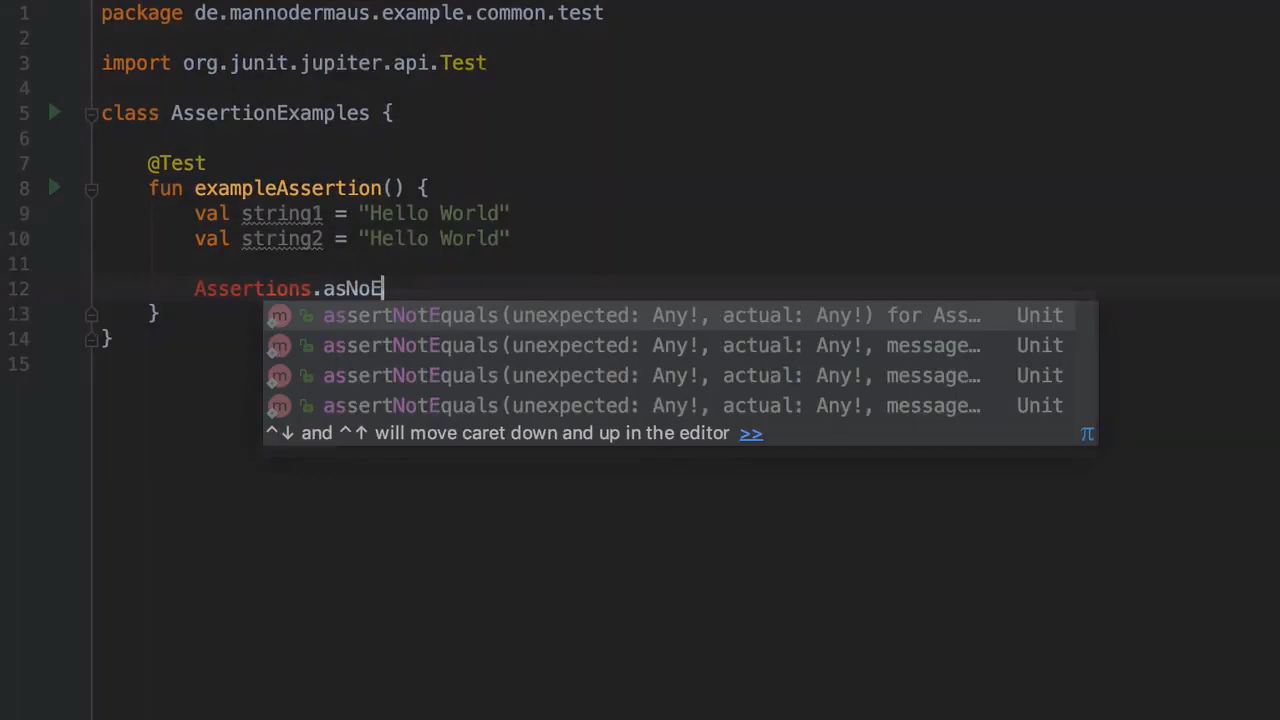 1 package de.mannodermaus.example.common.test
2
3 import org.junit.jupiter.api.Test
4
5 class AssertionExamples {
6
7 @Test
8 fun exampleAssertion() {
9 val string1 = "Hello World"
10 val string2 = "Hello World"
11
12 Assertions.asNoE
m assertNotEquals(unexpected: Any!, actual: Any!) for Ass… Unit
13 }
14 }
m assertNotEquals(unexpected: Any!, actual: Any!, message… Unit
15
m assertNotEquals(unexpected: Any!, actual: Any!, message… Unit
m assertNotEquals(unexpected: Any!, actual: Any!, message… Unit
^↓ and ^↑ will move caret down and up in the editor >> π